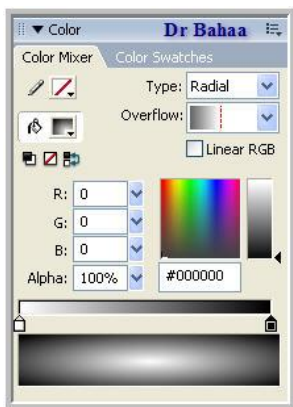 Color Dr Bahaa
Color Mixer Color Swatches
Type: Radial
Overflow:
Linear RGB
R: 0
G: 0
B: 0
Alpha: 100% #000000